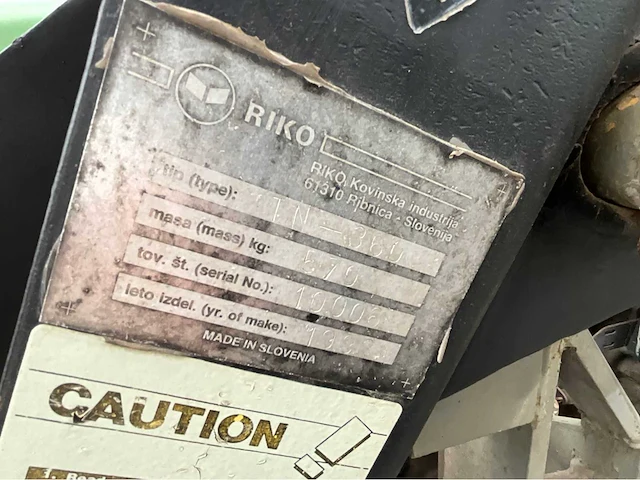 RIKO
RIKO Kovinska industrija
61310 Ribnica - Slovenija
tip (type):
masa (mass) kg: 570
tov. št. (serial No.):
leto izdel. (yr. of make):
MADE IN SLOVENIA
CAUTION